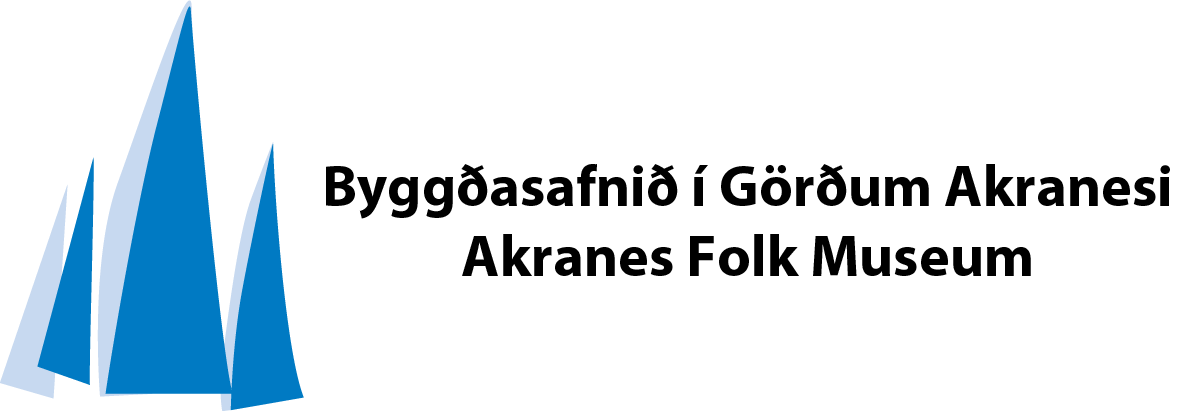 Byggðasafnið í Görðum Akranesi
Akranes Folk Museum